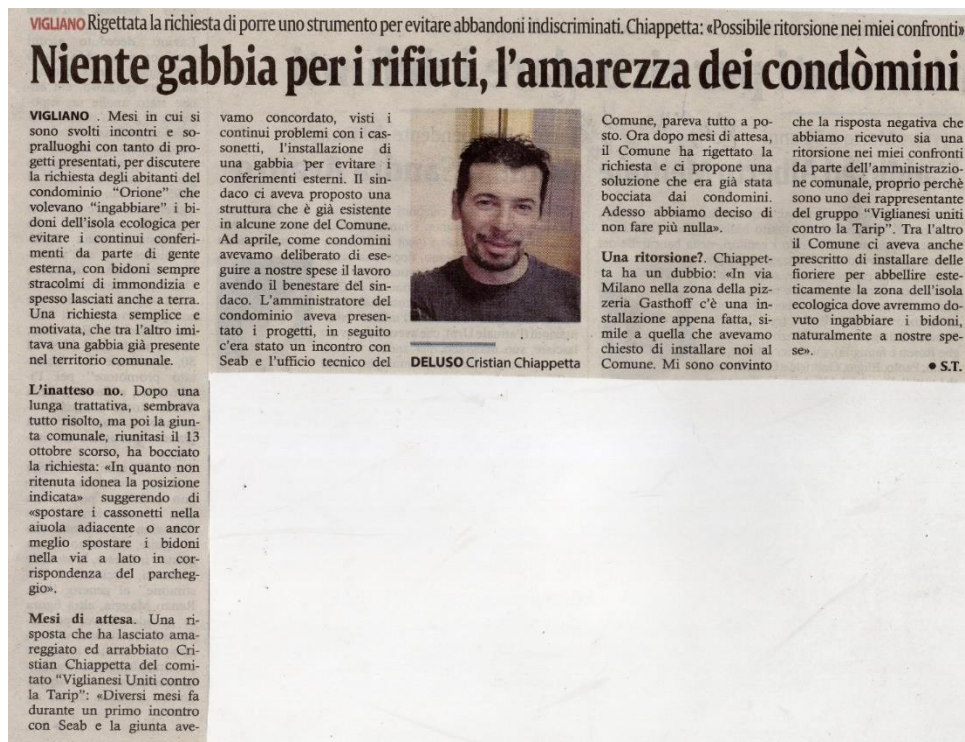 VIGLIANO Rigettata la richiesta di porre uno strumento per evitare abbandoni indiscriminati. Chiappetta: «Possibile ritorsione nei miei confronti»
Niente gabbia per i rifiuti, l'amarezza dei condòmini
VIGLIANO . Mesi in cui si
sono svolti incontri e so-
pralluoghi con tanto di pro-
getti presentati, per discutere
la richiesta degli abitanti del
condominio “Orione” che
volevano “ingabbiare” i bi-
doni dell'isola ecologica per
evitare i continui conferi-
menti da parte di gente
esterna, con bidoni sempre
stracolmi di immondizia e
spesso lasciati anche a terra.
Una richiesta semplice e
motivata, che tra l'altro imi-
tava una gabbia già presente
nel territorio comunale.
L'inatteso no. Dopo una
lunga trattativa, sembrava
tutto risolto, ma poi la giun-
ta comunale, riunitasi il 13
ottobre scorso, ha bocciato
la richiesta: «In quanto non
ritenuta idonea la posizione
indicata» suggerendo di
«spostare i cassonetti nella
aiuola adiacente o ancor
meglio spostare i bidoni
nella via a lato in cor-
rispondenza del parcheg-
gio».
Mesi di attesa. Una ri-
sposta che ha lasciato ama-
reggiato ed arrabbiato Cri-
stian Chiappetta del comi-
tato “Viglianesi Uniti contro
la Tarip”: «Diversi mesi fa
durante un primo incontro
con Seab e la giunta ave-
vamo concordato, visti i
continui problemi con i cas-
sonetti, l'installazione di
una gabbia per evitare i
conferimenti esterni. Il sin-
daco ci aveva proposto una
struttura che è già esistente
in alcune zone del Comune.
Ad aprile, come condomini
avevamo deliberato di ese-
guire a nostre spese il lavoro
avendo il benestare del sin-
daco. L'amministratore del
condominio aveva presen-
tato i progetti, in seguito
c'era stato un incontro con
Seab e l'ufficio tecnico del
DELUSO Cristian Chiappetta
Comune, pareva tutto a po-
sto. Ora dopo mesi di attesa,
il Comune ha rigettato la
richiesta e ci propone una
soluzione che era già stata
bocciata dai condomini.
Adesso abbiamo deciso di
non fare più nulla».
Una ritorsione?. Chiappet-
ta ha un dubbio: «In via
Milano nella zona della piz-
zeria Gasthoff c'è una in-
stallazione appena fatta, si-
mile a quella che avevamo
chiesto di installare noi al
Comune. Mi sono convinto
che la risposta negativa che
abbiamo ricevuto sia una
ritorsione nei miei confronti
da parte dell'amministrazio-
ne comunale, proprio perchè
sono uno dei rappresentante
del gruppo “Viglianesi uniti
contro la Tarip”. Tra l'altro
il Comune ci aveva anche
prescritto di installare delle
fioriere per abbellire este-
ticamente la zona dell'isola
ecologica dove avremmo do-
vuto ingabbiare i bidoni,
naturalmente a nostre spe-
se».
● S.T.